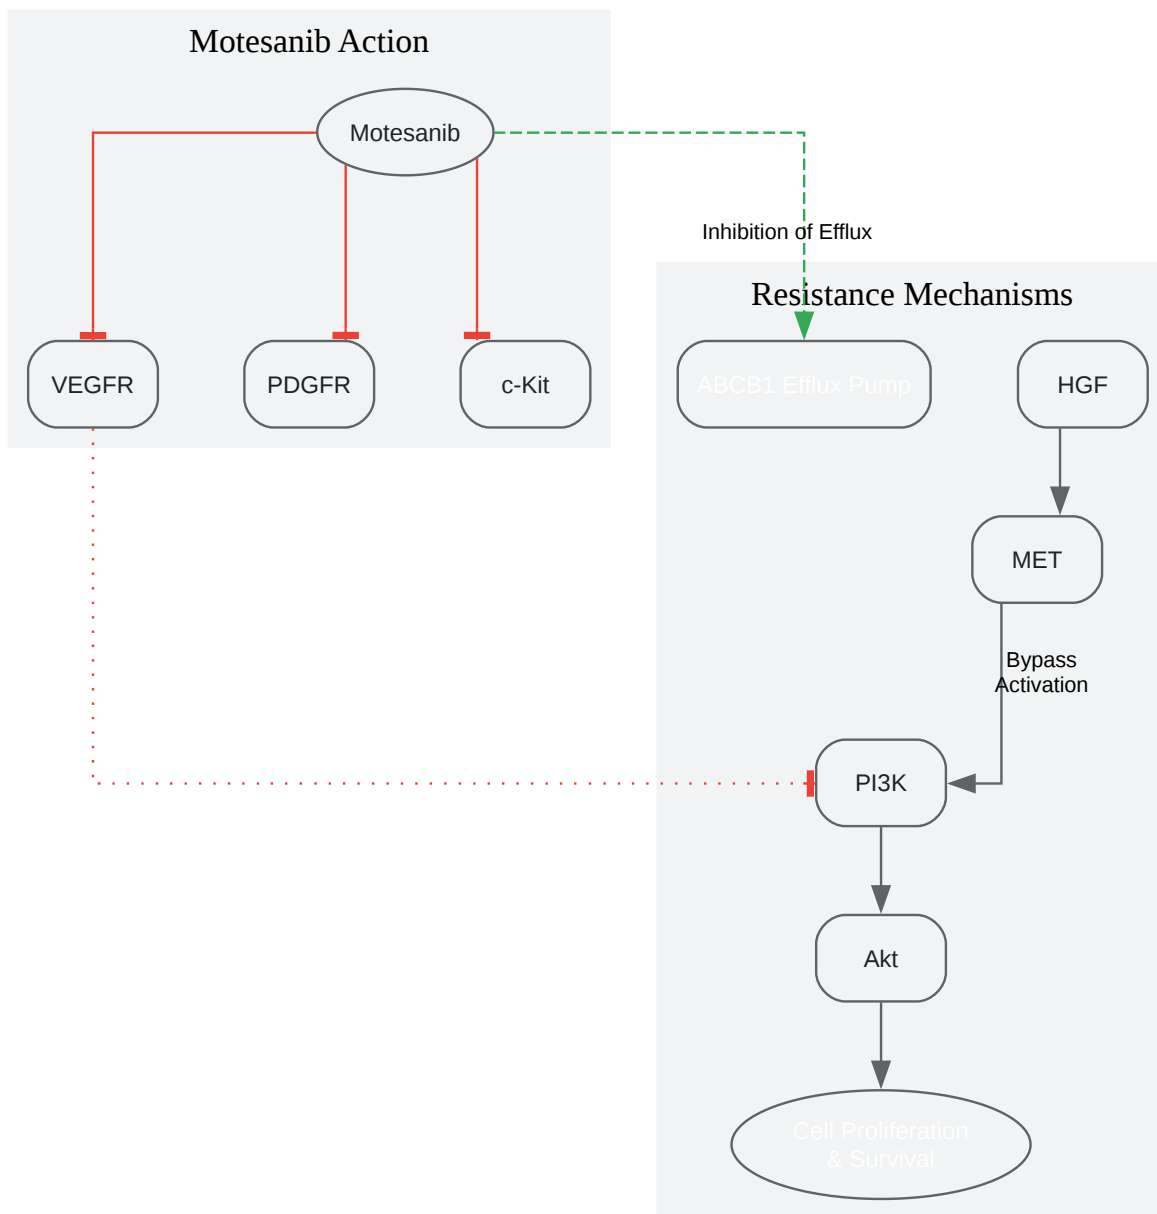 Motesanib Action
Motesanib
Inhibition of Efflux
Resistance Mechanisms
VEGFR
PDGFR
c-Kit
ABCB1 Efflux Pump
HGF
MET
Bypass
Activation
PI3K
Akt
Cell Proliferation
& Survival